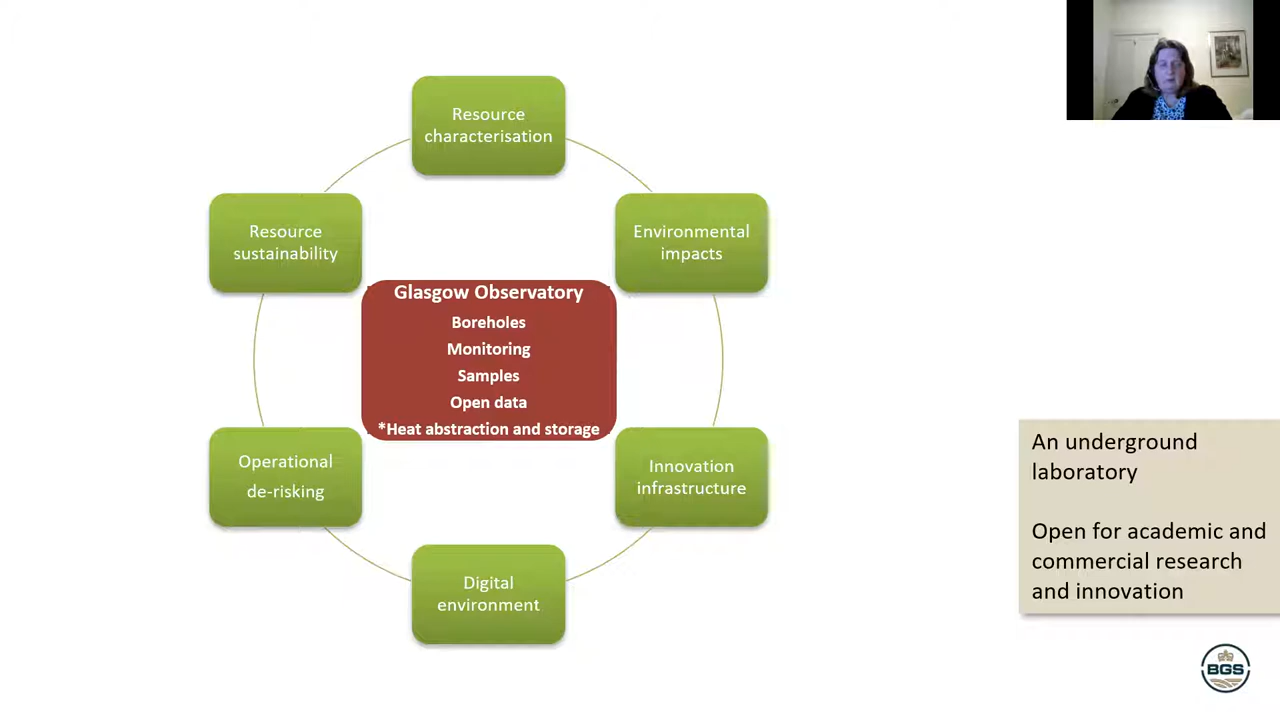 Resource
characterisation
Resource
sustainability
Environmental
impacts
Glasgow Observatory
Boreholes
Monitoring
Samples
Open data
*Heat abstraction and storage
Operational
de-risking
Innovation
infrastructure
Digital
environment
An underground
laboratory
Open for academic and
commercial research
and innovation
BGS